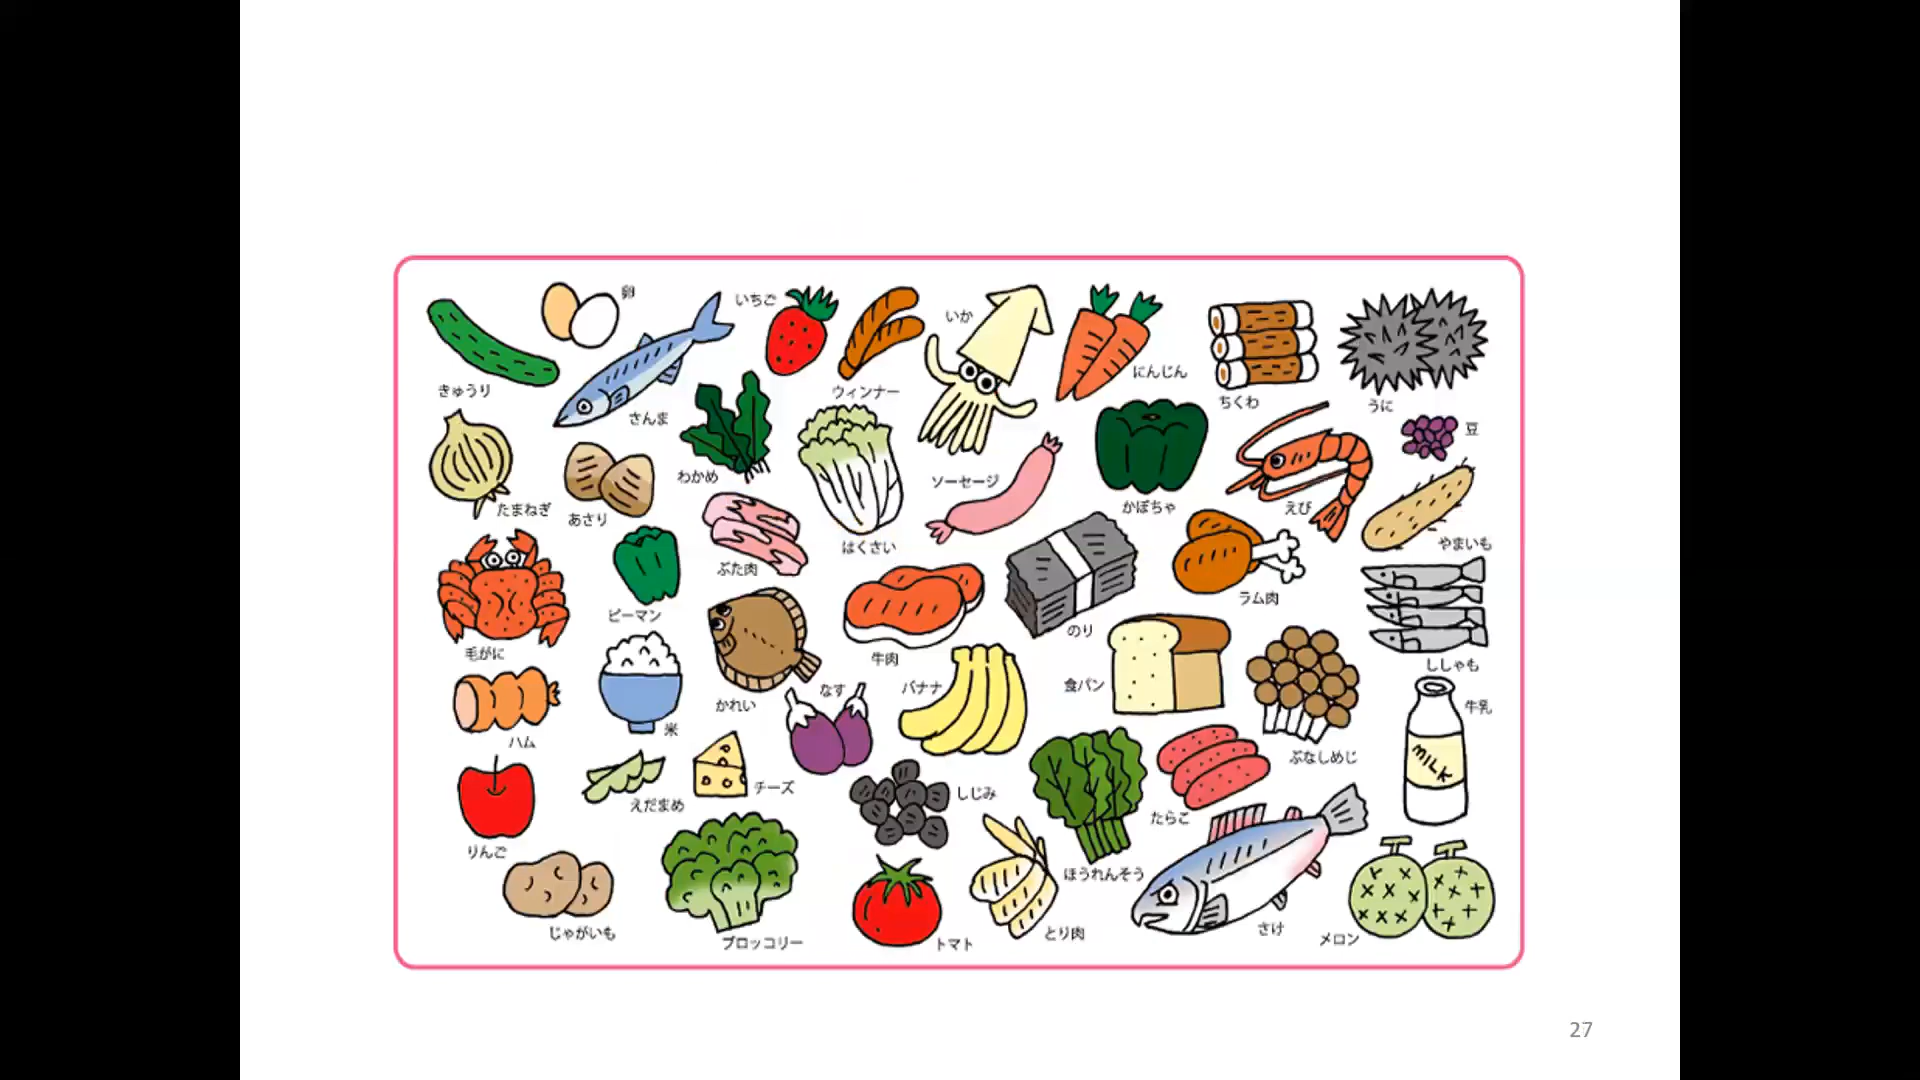 卵
いちご
いか
にんじん
きゅうり
さんま
ウィンナー
ちくわ
うに
豆
わかめ
ソーセージ
かぼちゃ
えび
たまねぎ
あさり
はくさい
やまいも
ぶた肉
ラム肉
ピーマン
のり
毛がに
牛肉
ししゃも
かれい
なす
バナナ
食パン
牛乳
ハム
米
ぶなしめじ
MILK
チーズ
えだまめ
しじみ
たらこ
りんご
ほうれんそう
じゃがいも
ブロッコリー
トマト
とり肉
さけ
メロン
27